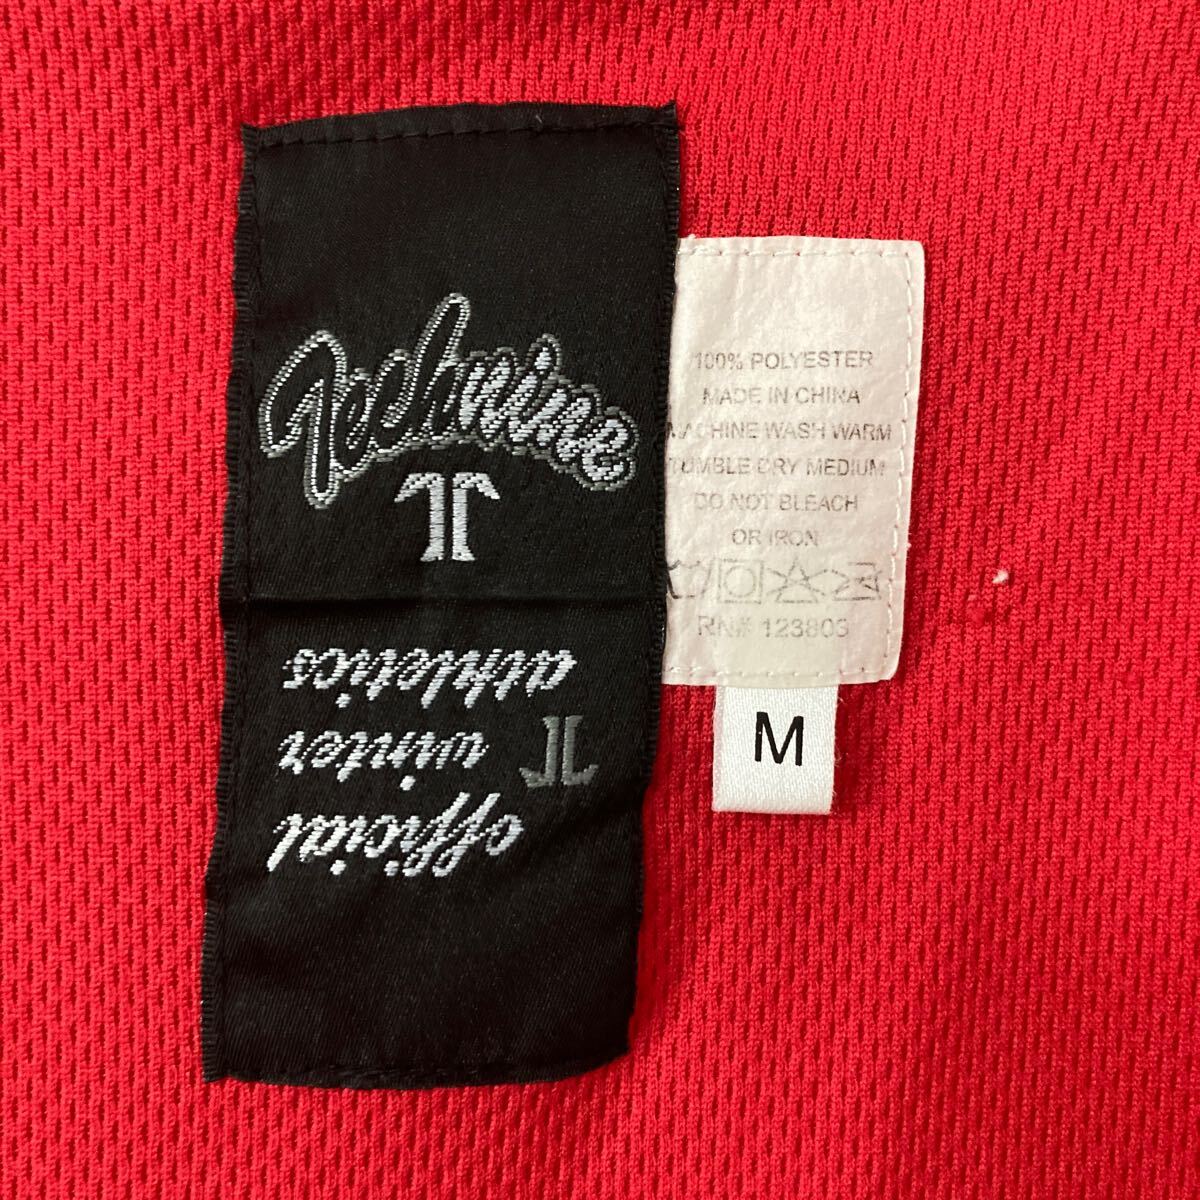 Technine
official
winter
athletics
100% POLYESTER
MADE IN CHINA
MACHINE WASH WARM
TUMBLE DRY MEDIUM
DO NOT BLEACH
OR IRON
RN# 123803
M